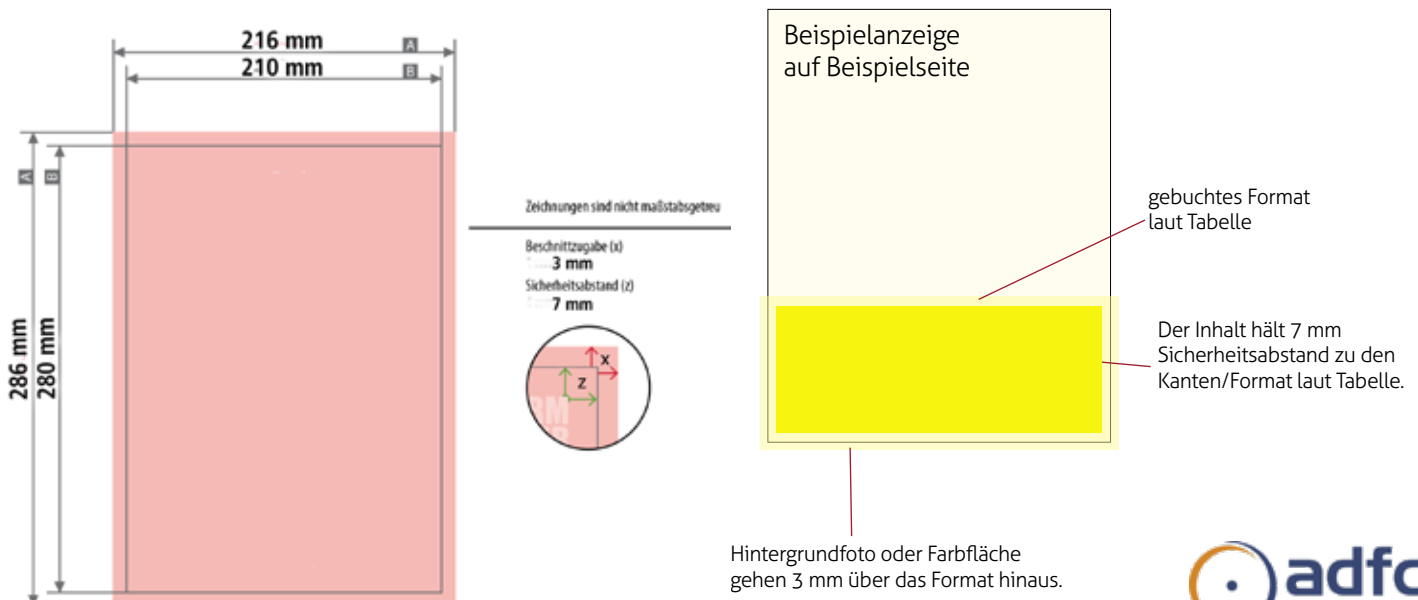 216 mm A
210 mm B
A
B
286 mm
280 mm
Zeichnungen sind nicht maßstabsgetreu
Beschnittzugabe (x)
3 mm
Sicherheitsabstand (z)
7 mm
x
z
Beispielanzeige
auf Beispielseite
gebuchtes Format
laut Tabelle
Der Inhalt hält 7 mm
Sicherheitsabstand zu den
Kanten/Format laut Tabelle.
Hintergrundfoto oder Farbfläche
gehen 3 mm über das Format hinaus.
adfc